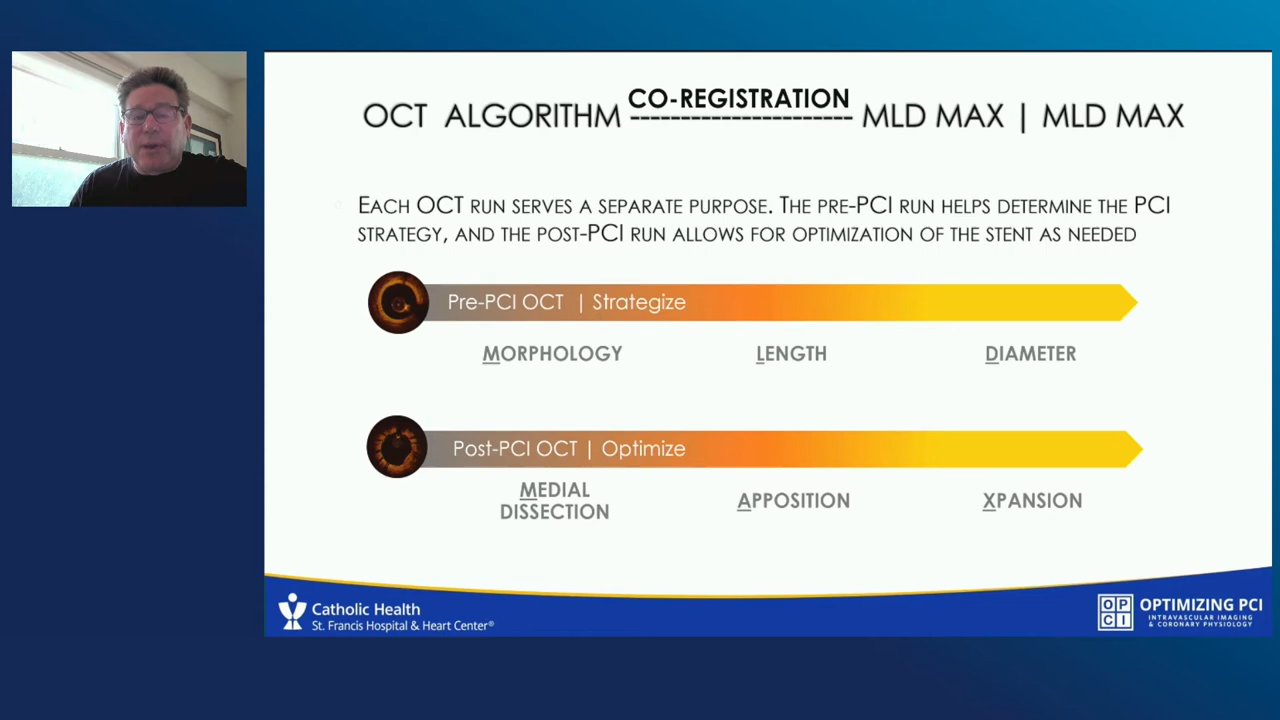 OCT ALGORITHM CO-REGISTRATION --------------------- MLD MAX | MLD MAX
EACH OCT RUN SERVES A SEPARATE PURPOSE. THE PRE-PCI RUN HELPS DETERMINE THE PCI
STRATEGY, AND THE POST-PCI RUN ALLOWS FOR OPTIMIZATION OF THE STENT AS NEEDED
Pre-PCI OCT | Strategize
MORPHOLOGY LENGTH DIAMETER
Post-PCI OCT | Optimize
MEDIAL
DISSECTION
APPOSITION
XPANSION
Catholic Health
St. Francis Hospital & Heart Center®
OPCI
OPTIMIZING PCI
INTRAVASCULAR IMAGING
& CORONARY PHYSIOLOGY